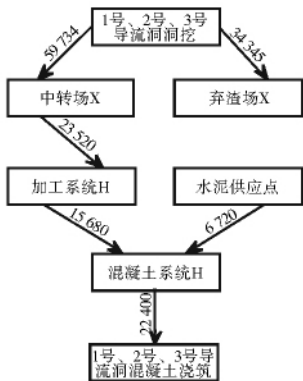 1号、2号、3号
导流洞洞挖
59 734
34 345
中转场X
弃渣场X
23 520
加工系统H
水泥供应点
15 680
6 720
混凝土系统H
22 400
1号、2号、3号导
流洞混凝土浇筑